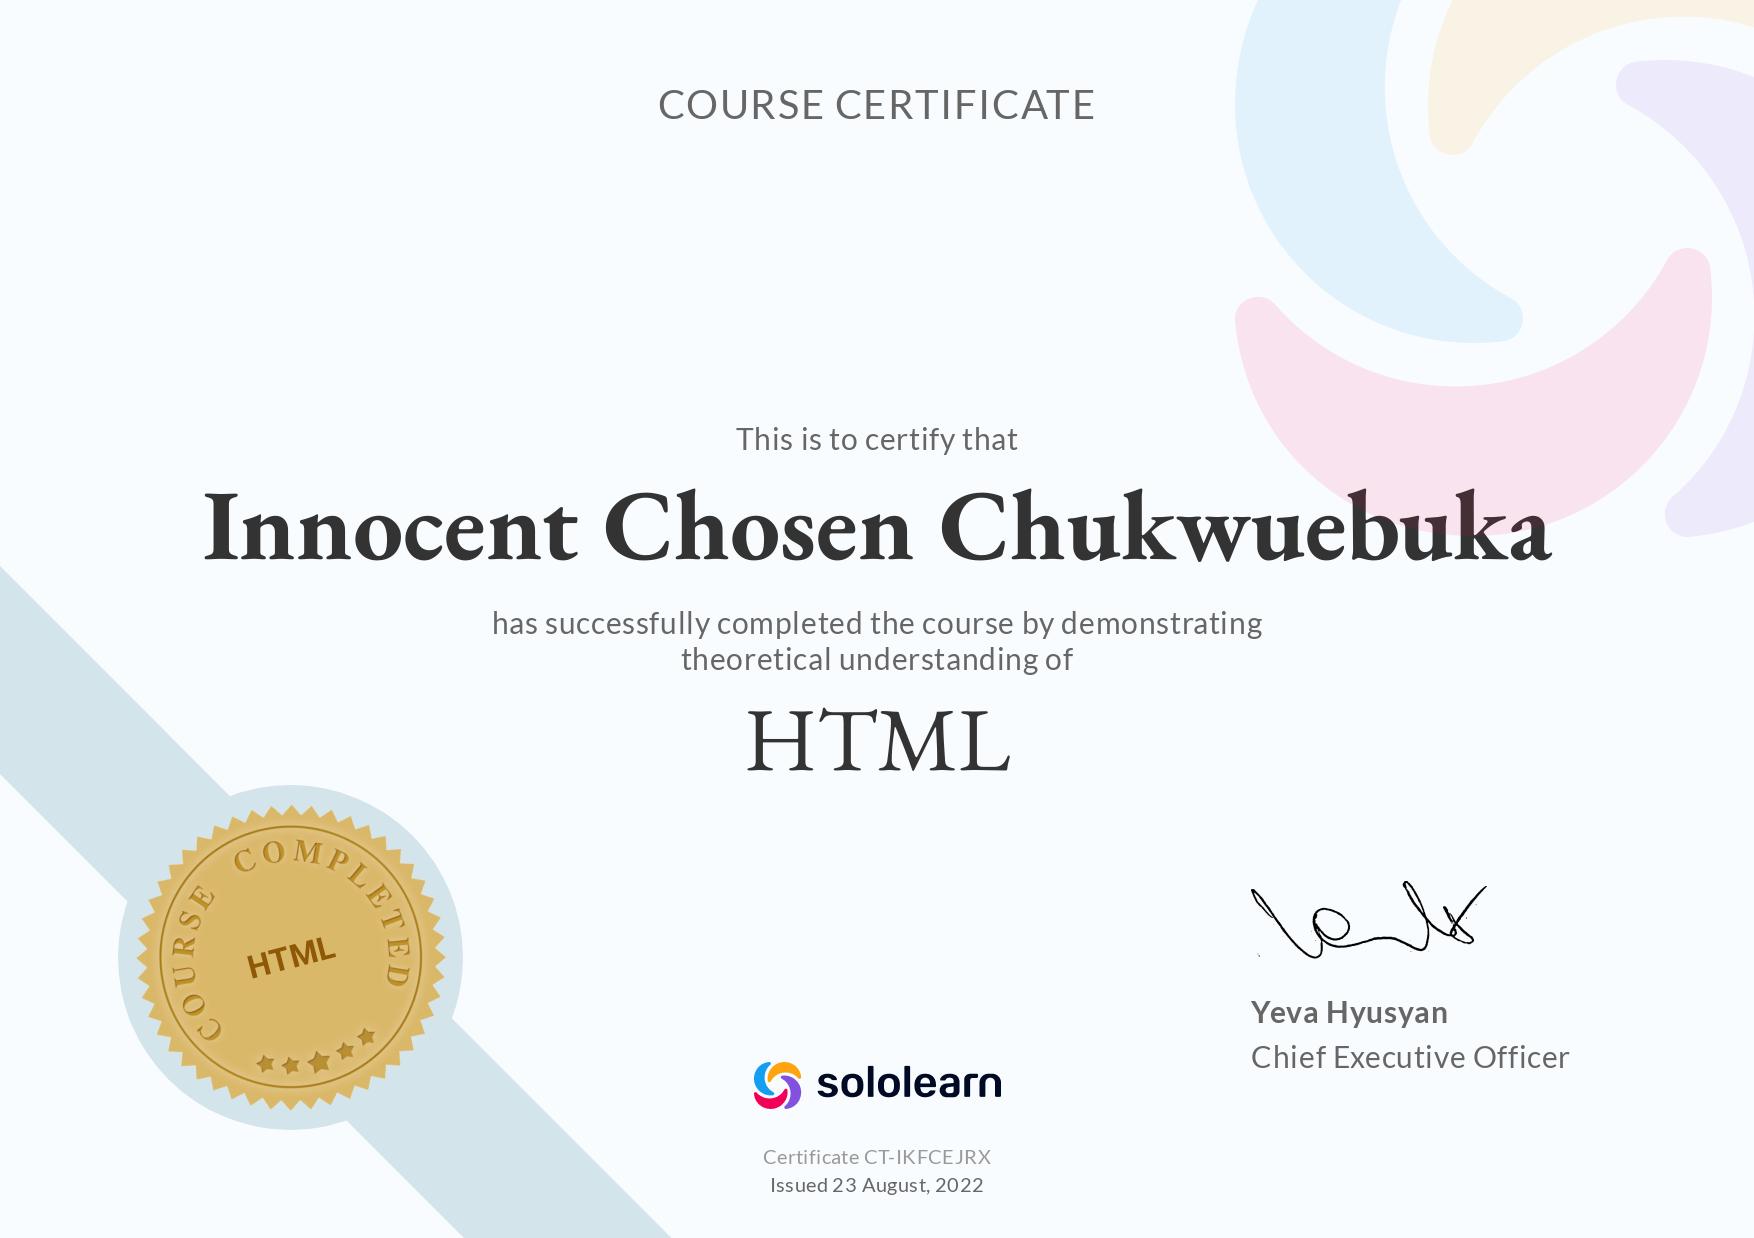 COURSE CERTIFICATE
This is to certify that
Innocent Chosen Chukwuebuka
has successfully completed the course by demonstrating
theoretical understanding of
HTML
COURSE COMPLETED
HTML
Yeva Hyusyan
Chief Executive Officer
sololearn
Certificate CT-IKFCEJRX
Issued 23 August, 2022